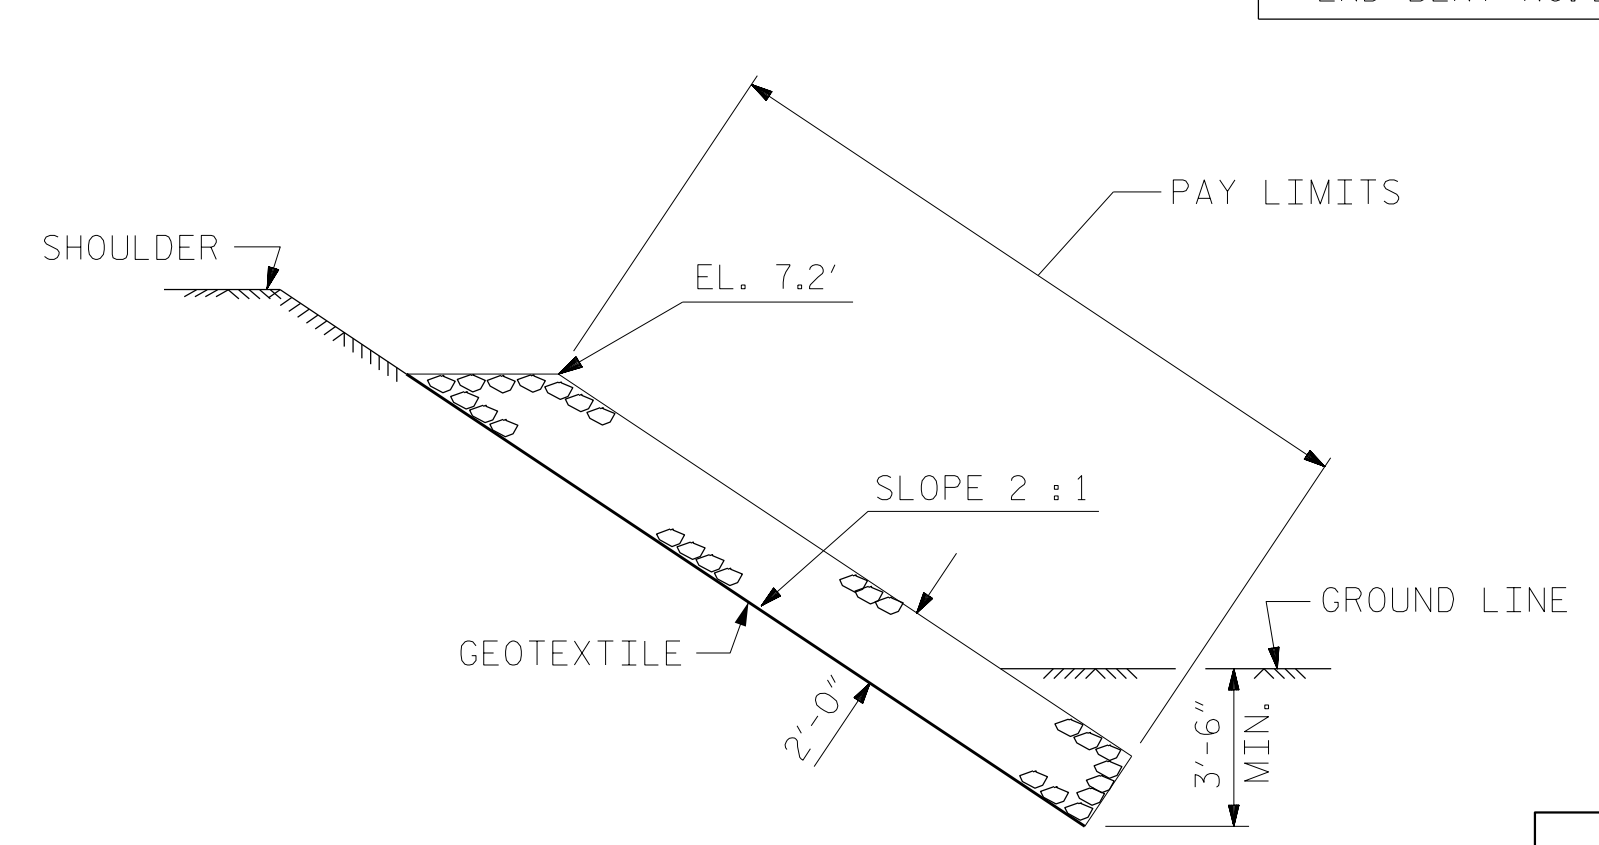 PAY LIMITS
SHOULDER
EL. 7.2'
SLOPE 2 : 1
GROUND LINE
GEOTEXTILE
2'-0"
3'-6"
MIN.